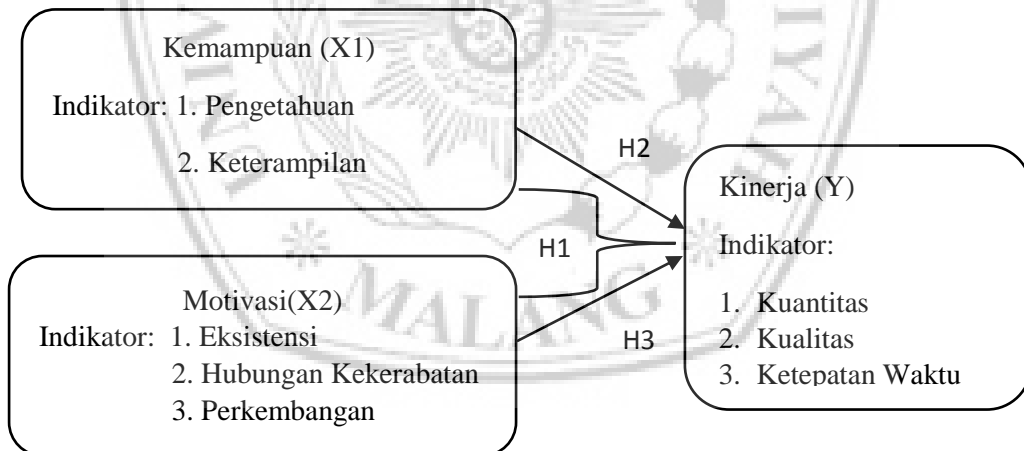 Kemampuan (X1)
Indikator: 1. Pengetahuan
2. Keterampilan
H2
H1
H3
Motivasi(X2)
Indikator: 1. Eksistensi
2. Hubungan Kekerabatan
3. Perkembangan
Kinerja (Y)
Indikator:
1. Kuantitas
2. Kualitas
3. Ketepatan Waktu
MALANG